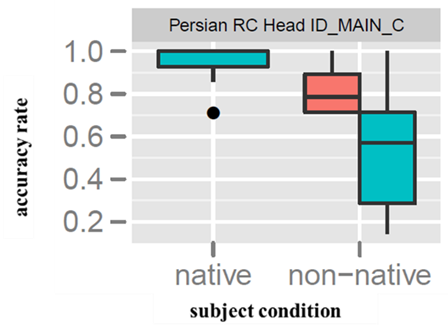 Persian RC Head ID_MAIN_C
accuracy rate
1.0
0.8
0.6
0.4
0.2
native non−native
subject condition